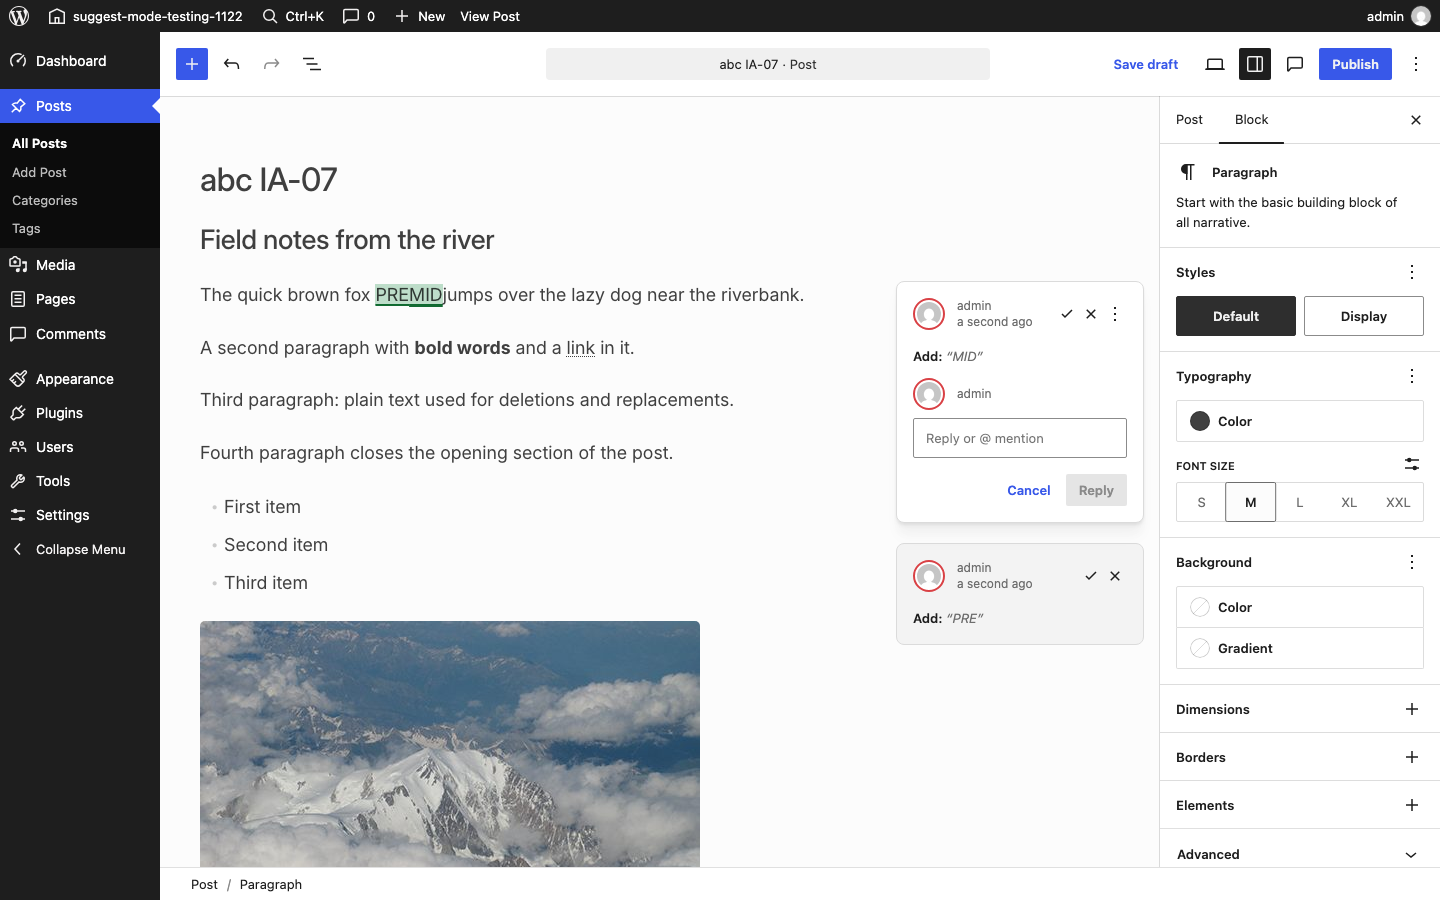 suggest-mode-testing-1122
Ctrl+K
0
New
View Post
admin
Dashboard
Posts
All Posts
Add Post
Categories
Tags
Media
Pages
Comments
Appearance
Plugins
Users
Tools
Settings
Collapse Menu
abc IA-07 · Post
Save draft
Publish
abc IA-07
Field notes from the river
The quick brown fox PREMIDjumps over the lazy dog near the riverbank.
A second paragraph with bold words and a link in it.
Third paragraph: plain text used for deletions and replacements.
Fourth paragraph closes the opening section of the post.
• First item
• Second item
• Third item
admin
a second ago
Add: “MID”
admin
Reply or @ mention
Cancel
Reply
admin
a second ago
Add: “PRE”
Post
Block
Paragraph
Start with the basic building block of
all narrative.
Styles
Default
Display
Typography
Color
FONT SIZE
S
M
L
XL
XXL
Background
Color
Gradient
Dimensions
Borders
Elements
Advanced
Post / Paragraph